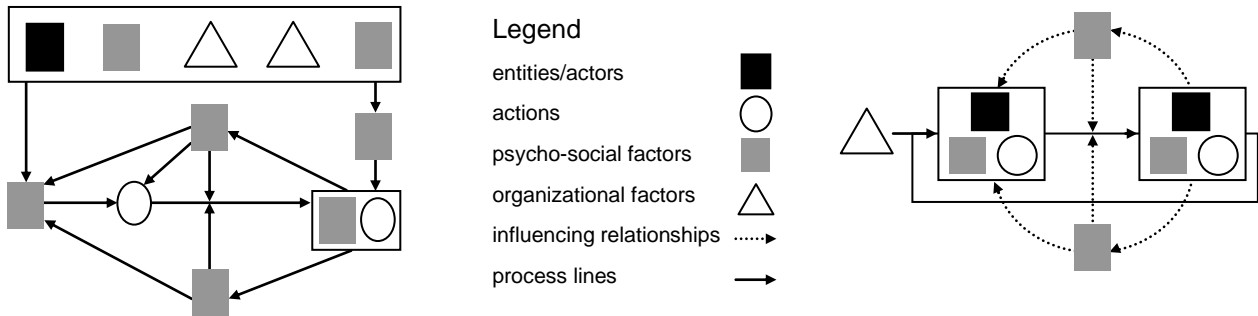 Legend
entities/actors
actions
psycho-social factors
organizational factors
influencing relationships
process lines